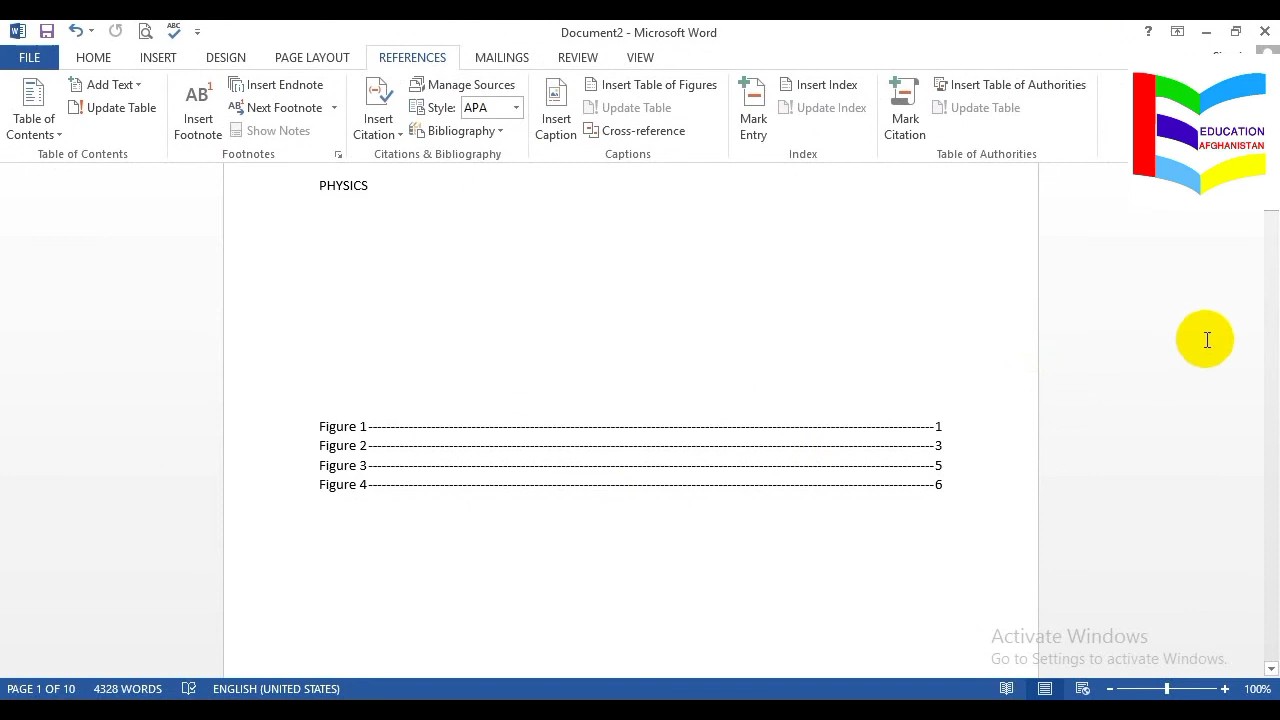 ABC
Document2 - Microsoft Word
?
FILE
HOME
INSERT
DESIGN
PAGE LAYOUT
REFERENCES
MAILINGS
REVIEW
VIEW
Table of
Contents
Add Text
Update Table
Table of Contents
AB1
Insert
Footnote
Insert Endnote
AB1 Next Footnote
Show Notes
Footnotes
Insert
Citation
Manage Sources
Style: APA
Bibliography
Citations & Bibliography
Insert
Caption
Insert Table of Figures
Update Table
Cross-reference
Captions
Mark
Entry
Insert Index
Update Index
Index
Mark
Citation
Insert Table of Authorities
Update Table
Table of Authorities
EDUCATION
AFGHANISTAN
PHYSICS
Figure 1------------------------------------------------------------1
Figure 2------------------------------------------------------------3
Figure 3------------------------------------------------------------5
Figure 4------------------------------------------------------------6
Activate Windows
Go to Settings to activate Windows.
PAGE 1 OF 10
4328 WORDS
ENGLISH (UNITED STATES)
100%